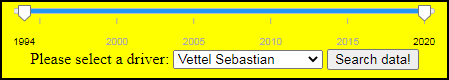 1994 2000 2005 2010 2015 2020
Please select a driver: Vettel Sebastian Search data!